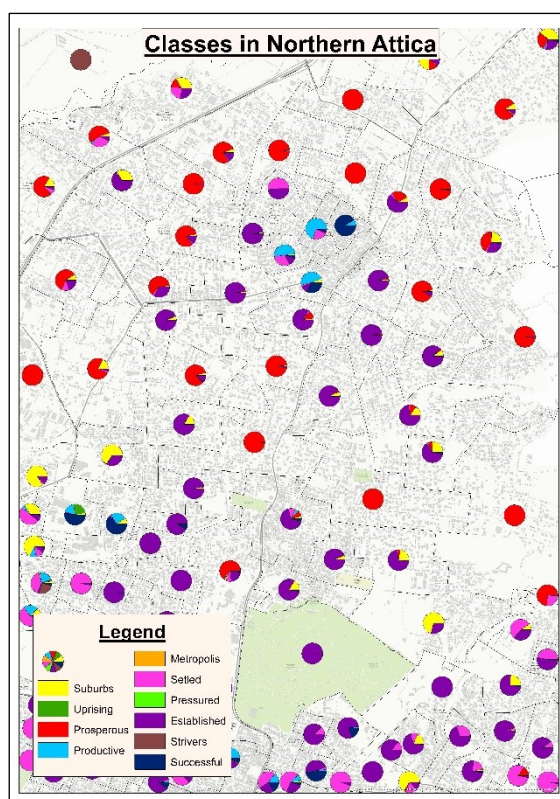 Classes in Northern Attica
Legend
Suburbs
Uprising
Prosperous
Productive
Metropolis
Setled
Pressured
Established
Strivers
Successful